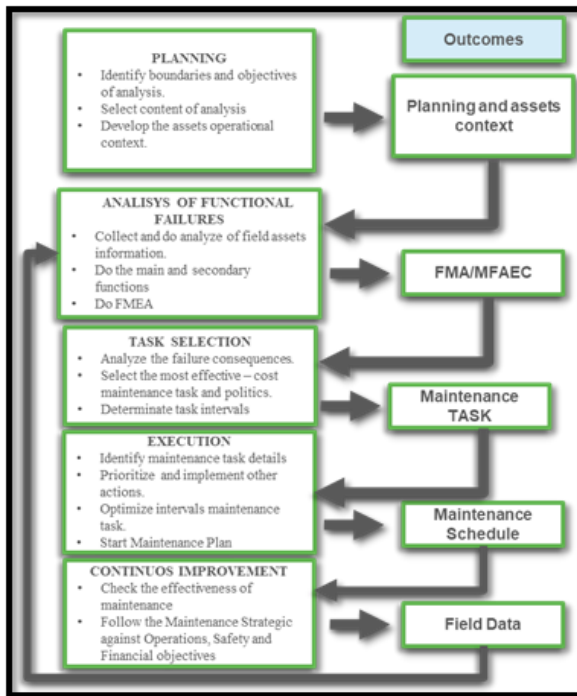 PLANNING
• Identify boundaries and objectives
of analysis.
• Select content of analysis
• Develop the assets operational
context.
Outcomes
Planning and assets
context
ANALISYS OF FUNCTIONAL
FAILURES
• Collect and do analyze of field assets
information.
• Do the main and secondary
functions
• Do FMEA
FMA/MFAEC
TASK SELECTION
• Analyze the failure consequences.
• Select the most effective – cost
maintenance task and politics.
• Determinate task intervals
Maintenance
TASK
EXECUTION
• Identify maintenance task details
• Prioritize and implement other
actions.
• Optimize intervals maintenance
task.
• Start Maintenance Plan
Maintenance
Schedule
CONTINUOS IMPROVEMENT
• Check the effectiveness of
maintenance
• Follow the Maintenance Strategic
against Operations, Safety and
Financial objectives
Field Data